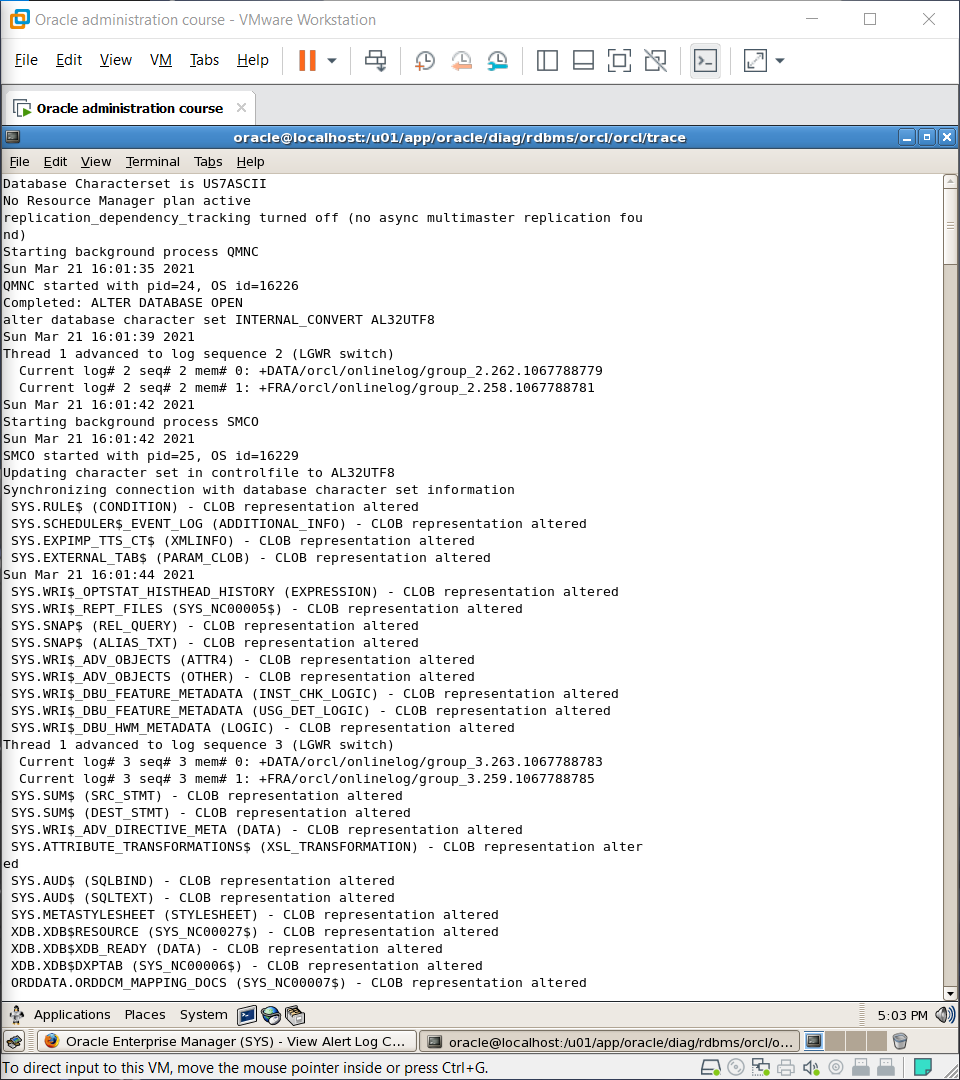 Oracle administration course - VMware Workstation
File Edit View VM Tabs Help
Oracle administration course
oracle@localhost:/u01/app/oracle/diag/rdbms/orcl/orcl/trace
File Edit View Terminal Tabs Help
Database Characterset is US7ASCII
No Resource Manager plan active
replication_dependency_tracking turned off (no async multimaster replication fou
nd)
Starting background process QMNC
Sun Mar 21 16:01:35 2021
QMNC started with pid=24, OS id=16226
Completed: ALTER DATABASE OPEN
alter database character set INTERNAL_CONVERT AL32UTF8
Sun Mar 21 16:01:39 2021
Thread 1 advanced to log sequence 2 (LGWR switch)
  Current log# 2 seq# 2 mem# 0: +DATA/orcl/onlinelog/group_2.262.1067788779
  Current log# 2 seq# 2 mem# 1: +FRA/orcl/onlinelog/group_2.258.1067788781
Sun Mar 21 16:01:42 2021
Starting background process SMCO
Sun Mar 21 16:01:42 2021
SMCO started with pid=25, OS id=16229
Updating character set in controlfile to AL32UTF8
Synchronizing connection with database character set information
 SYS.RULE$ (CONDITION) - CLOB representation altered
 SYS.SCHEDULER$_EVENT_LOG (ADDITIONAL_INFO) - CLOB representation altered
 SYS.EXPIMP_TTS_CT$ (XMLINFO) - CLOB representation altered
 SYS.EXTERNAL_TAB$ (PARAM_CLOB) - CLOB representation altered
Sun Mar 21 16:01:44 2021
 SYS.WRI$_OPTSTAT_HISTHEAD_HISTORY (EXPRESSION) - CLOB representation altered
 SYS.WRI$_REPT_FILES (SYS_NC00005$) - CLOB representation altered
 SYS.SNAP$ (REL_QUERY) - CLOB representation altered
 SYS.SNAP$ (ALIAS_TXT) - CLOB representation altered
 SYS.WRI$_ADV_OBJECTS (ATTR4) - CLOB representation altered
 SYS.WRI$_ADV_OBJECTS (OTHER) - CLOB representation altered
 SYS.WRI$_DBU_FEATURE_METADATA (INST_CHK_LOGIC) - CLOB representation altered
 SYS.WRI$_DBU_FEATURE_METADATA (USG_DET_LOGIC) - CLOB representation altered
 SYS.WRI$_DBU_HWM_METADATA (LOGIC) - CLOB representation altered
Thread 1 advanced to log sequence 3 (LGWR switch)
  Current log# 3 seq# 3 mem# 0: +DATA/orcl/onlinelog/group_3.263.1067788783
  Current log# 3 seq# 3 mem# 1: +FRA/orcl/onlinelog/group_3.259.1067788785
 SYS.SUM$ (SRC_STMT) - CLOB representation altered
 SYS.SUM$ (DEST_STMT) - CLOB representation altered
 SYS.WRI$_ADV_DIRECTIVE_META (DATA) - CLOB representation altered
 SYS.ATTRIBUTE_TRANSFORMATIONS$ (XSL_TRANSFORMATION) - CLOB representation alter
ed
 SYS.AUD$ (SQLBIND) - CLOB representation altered
 SYS.AUD$ (SQLTEXT) - CLOB representation altered
 SYS.METASTYLESHEET (STYLESHEET) - CLOB representation altered
 XDB.XDB$RESOURCE (SYS_NC00027$) - CLOB representation altered
 XDB.XDB$XDB_READY (DATA) - CLOB representation altered
 XDB.XDB$DXPTAB (SYS_NC00006$) - CLOB representation altered
 ORDDATA.ORDDCM_MAPPING_DOCS (SYS_NC00007$) - CLOB representation altered
Applications Places System 5:03 PM
Oracle Enterprise Manager (SYS) - View Alert Log C... oracle@localhost:/u01/app/oracle/diag/rdbms/orcl/o...
To direct input to this VM, move the mouse pointer inside or press Ctrl+G.